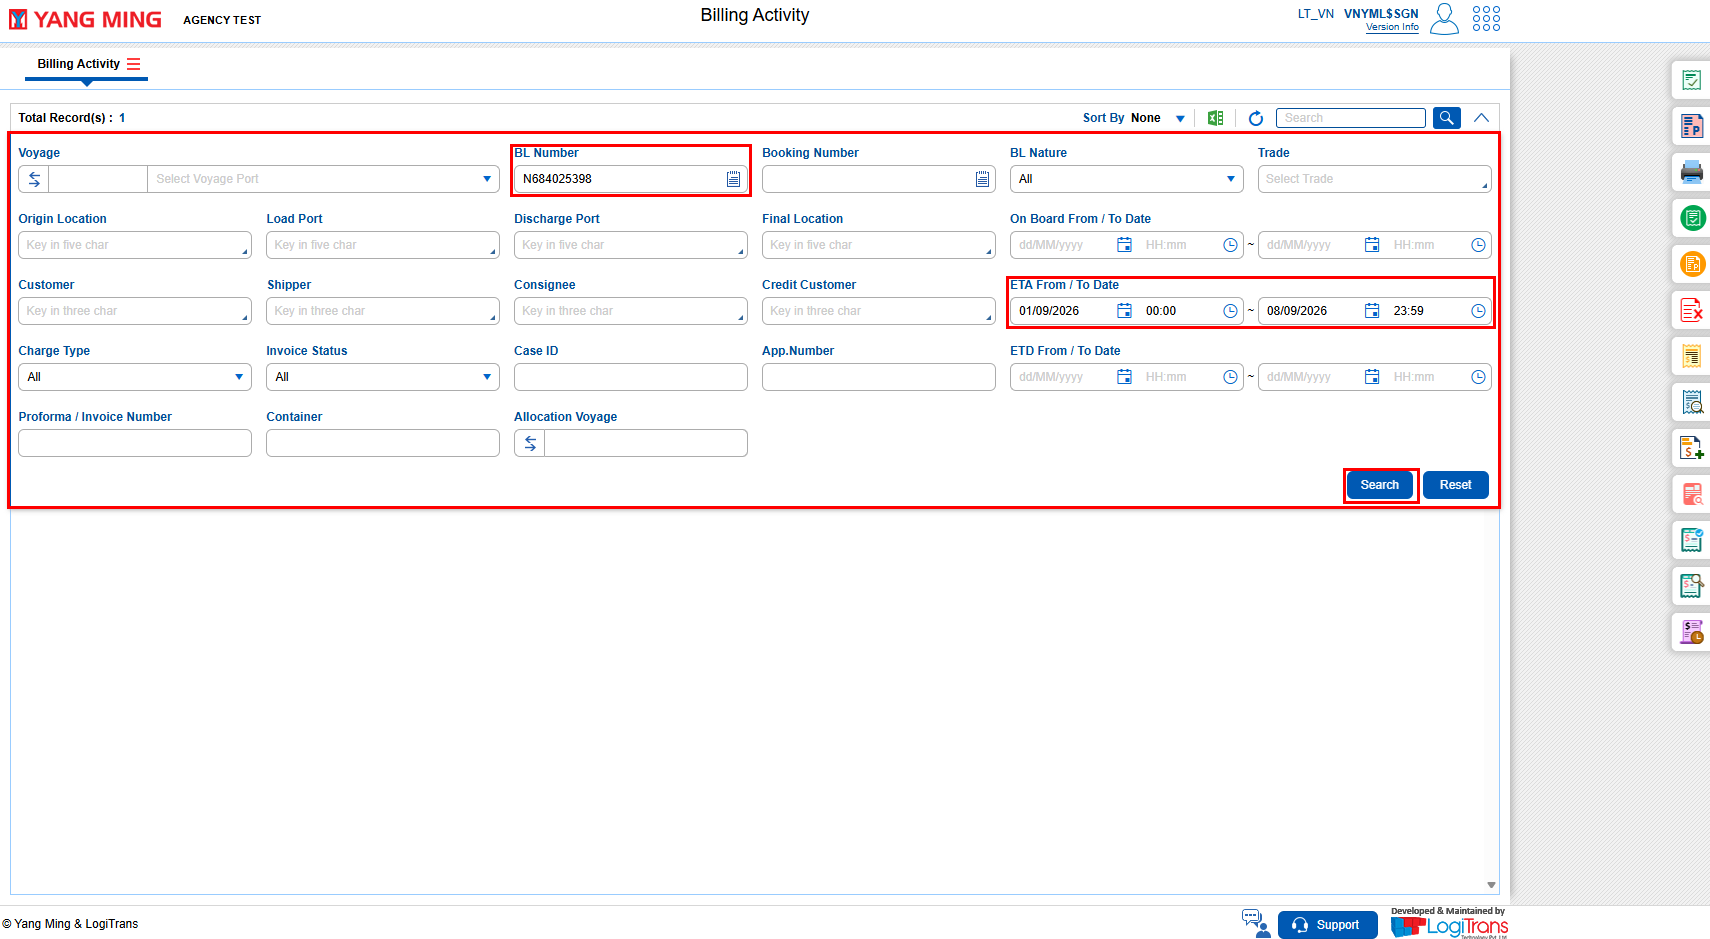 YANG MING AGENCY TEST
Billing Activity
LT_VN VNYML$SGN
Version Info
Billing Activity
Total Record(s) : 1
Sort By None
Search
Voyage
BL Number
Booking Number
BL Nature
Trade
Select Voyage Port
N684025398
All
Select Trade
Origin Location
Load Port
Discharge Port
Final Location
On Board From / To Date
Key in five char
Key in five char
Key in five char
Key in five char
dd/MM/yyyy HH:mm ~ dd/MM/yyyy HH:mm
Customer
Shipper
Consignee
Credit Customer
ETA From / To Date
Key in three char
Key in three char
Key in three char
Key in three char
01/09/2026 00:00 ~ 08/09/2026 23:59
Charge Type
Invoice Status
Case ID
App.Number
ETD From / To Date
All
All
dd/MM/yyyy HH:mm ~ dd/MM/yyyy HH:mm
Proforma / Invoice Number
Container
Allocation Voyage
Search
Reset
© Yang Ming & LogiTrans
Support
Developed & Maintained by
LogiTrans
Technology Pvt. Ltd.